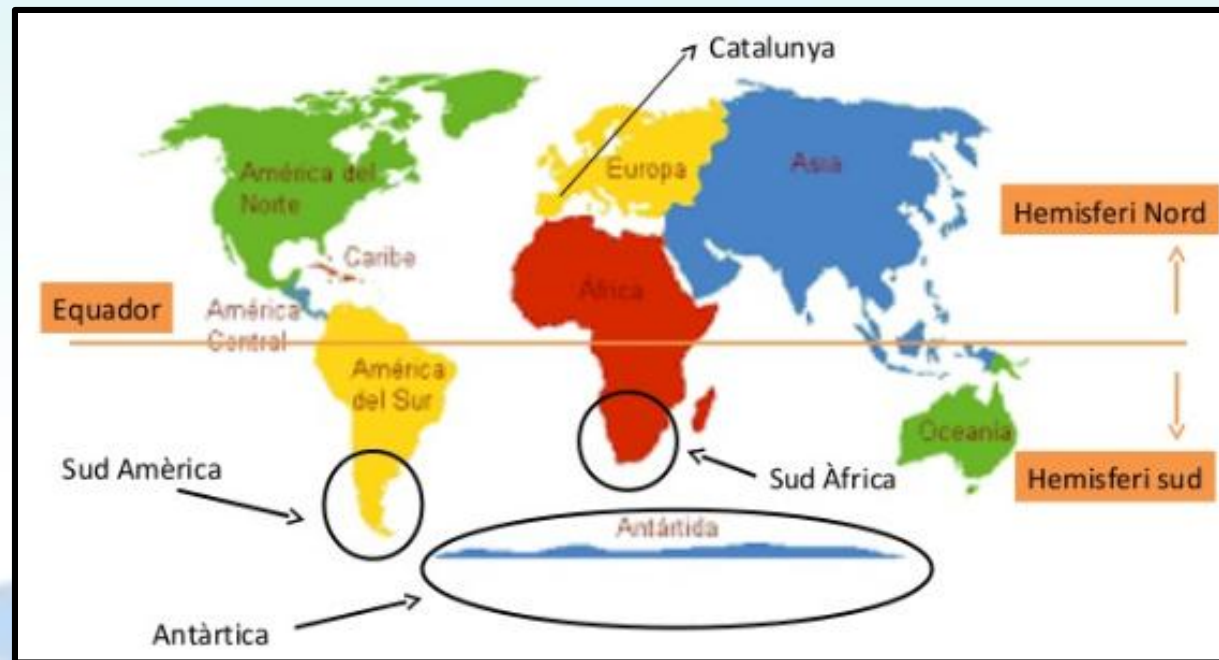 Catalunya
América del
Norte
Europa
Asia
Hemisferi Nord
Caribe
África
Equador
América
Central
América
del Sur
Oceanía
Sud Amèrica
Sud Àfrica
Hemisferi sud
Antártida
Antàrtica